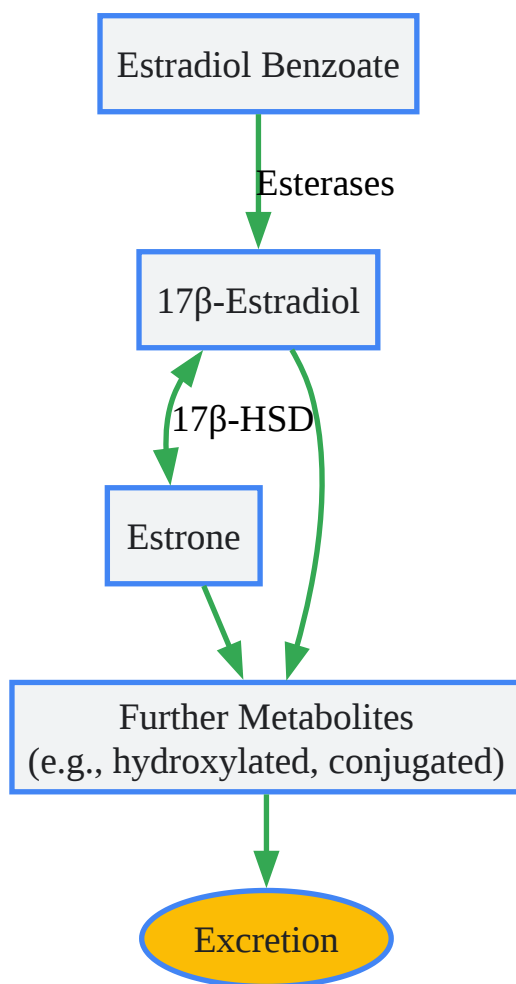 Estradiol Benzoate
Esterases
17β-Estradiol
17β-HSD
Estrone
Further Metabolites
(e.g., hydroxylated, conjugated)
Excretion